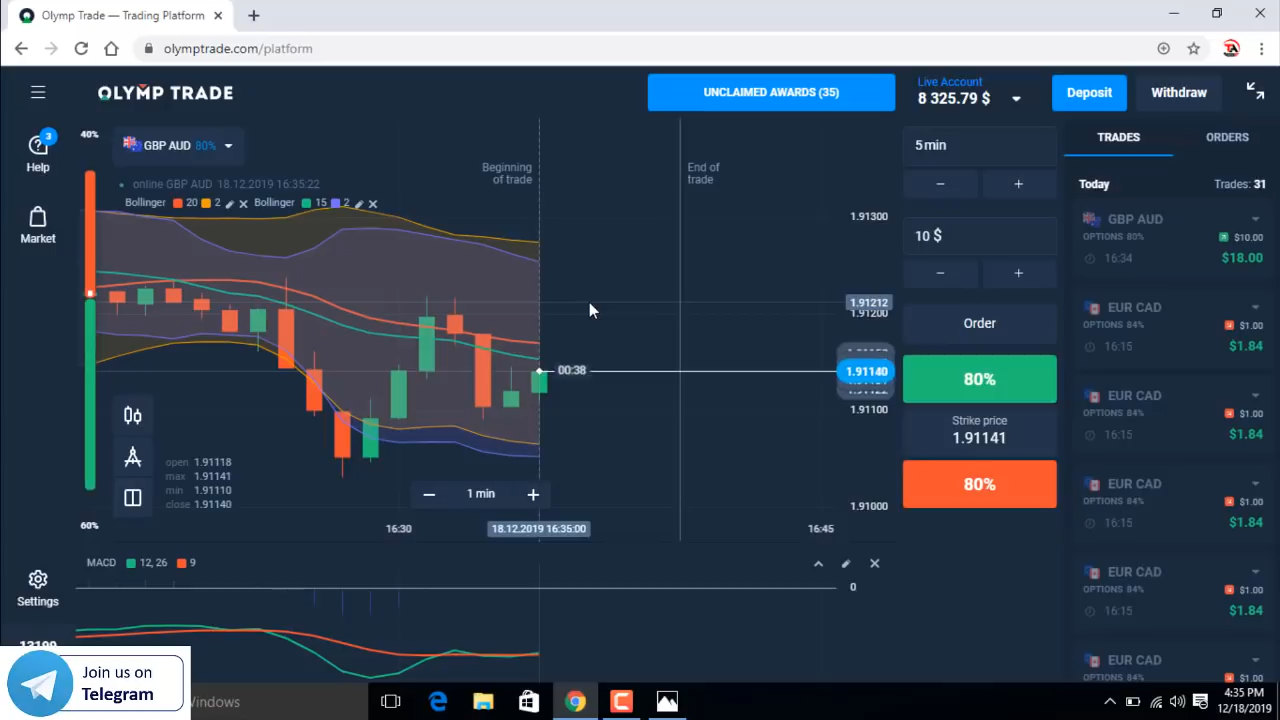 Olymp Trade — Trading Platform
olymptrade.com/platform
OLYMP TRADE
UNCLAIMED AWARDS (35)
Live Account
8 325.79 $
Deposit
Withdraw
3
Help
Market
Settings
40%
60%
GBP AUD 80%
online GBP AUD 18.12.2019 16:35:22
Bollinger 20 2 Bollinger 15 2
Beginning
of trade
End of
trade
1.91300
1.91212
1.91200
1.91140
1.91100
1.91000
00:38
open 1.91118
max 1.91141
min 1.91110
close 1.91140
− 1 min +
16:30
18.12.2019 16:35:00
16:45
MACD 12, 26 9
0
5 min
− +
10 $
− +
Order
80%
Strike price
1.91141
80%
TRADES
ORDERS
Today
Trades: 31
GBP AUD
OPTIONS 80% $10.00
16:34 $18.00
EUR CAD
OPTIONS 84% $1.00
16:15 $1.84
EUR CAD
OPTIONS 84% $1.00
16:15 $1.84
EUR CAD
OPTIONS 84% $1.00
16:15 $1.84
EUR CAD
OPTIONS 84% $1.00
16:15 $1.84
EUR CAD
OPTIONS 84% $1.00
Join us on
Telegram
Windows
4:35 PM
12/18/2019